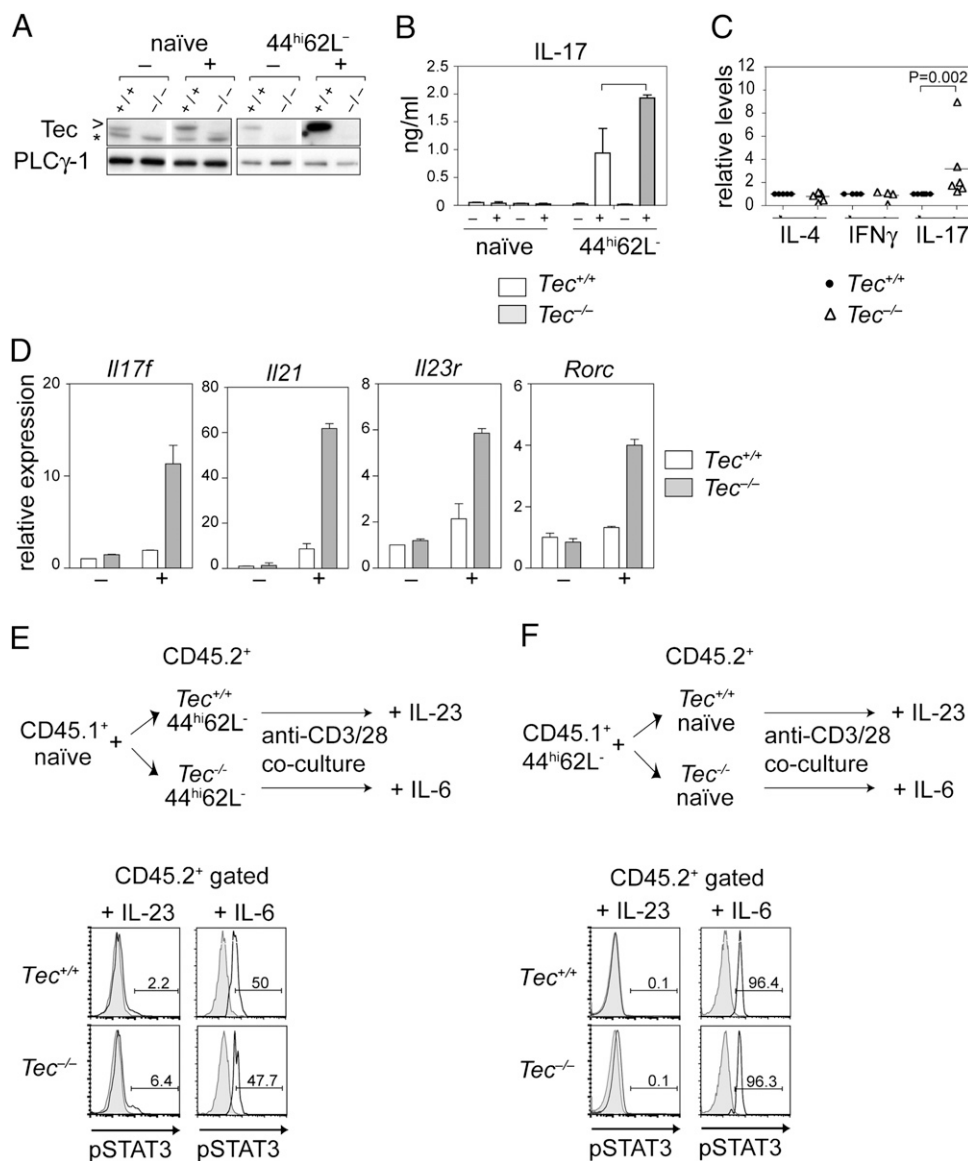 A
naïve 44ʰⁱ62L⁻
– + – +
+/+ –/– +/+ –/– +/+ –/– +/+ –/–
Tec >
*
PLCγ-1
B
IL-17
ng/ml
2.5
2.0
1.5
1.0
0.5
0
– + – + – + – +
naïve 44ʰⁱ62L⁻
Tec⁺/⁺
Tec⁻/⁻
C
relative levels
P=0.002
12
10
8
6
4
2
0
IL-4 IFNγ IL-17
• Tec⁺/⁺
△ Tec⁻/⁻
D
relative expression
Il17f Il21 Il23r Rorc
20 80 8 6
60 6
4
10 40 4
2
20 2
0 0 0 0
– + – + – + – +
Tec⁺/⁺
Tec⁻/⁻
E
CD45.2⁺
CD45.1⁺
naïve +
Tec⁺/⁺
44ʰⁱ62L⁻
Tec⁻/⁻
44ʰⁱ62L⁻
anti-CD3/28
co-culture
+ IL-23
+ IL-6
CD45.2⁺ gated
+ IL-23 + IL-6
Tec⁺/⁺ 2.2 50
Tec⁻/⁻ 6.4 47.7
pSTAT3 pSTAT3
F
CD45.2⁺
CD45.1⁺
44ʰⁱ62L⁻ +
Tec⁺/⁺
naïve
Tec⁻/⁻
naïve
anti-CD3/28
co-culture
+ IL-23
+ IL-6
CD45.2⁺ gated
+ IL-23 + IL-6
Tec⁺/⁺ 0.1 96.4
Tec⁻/⁻ 0.1 96.3
pSTAT3 pSTAT3